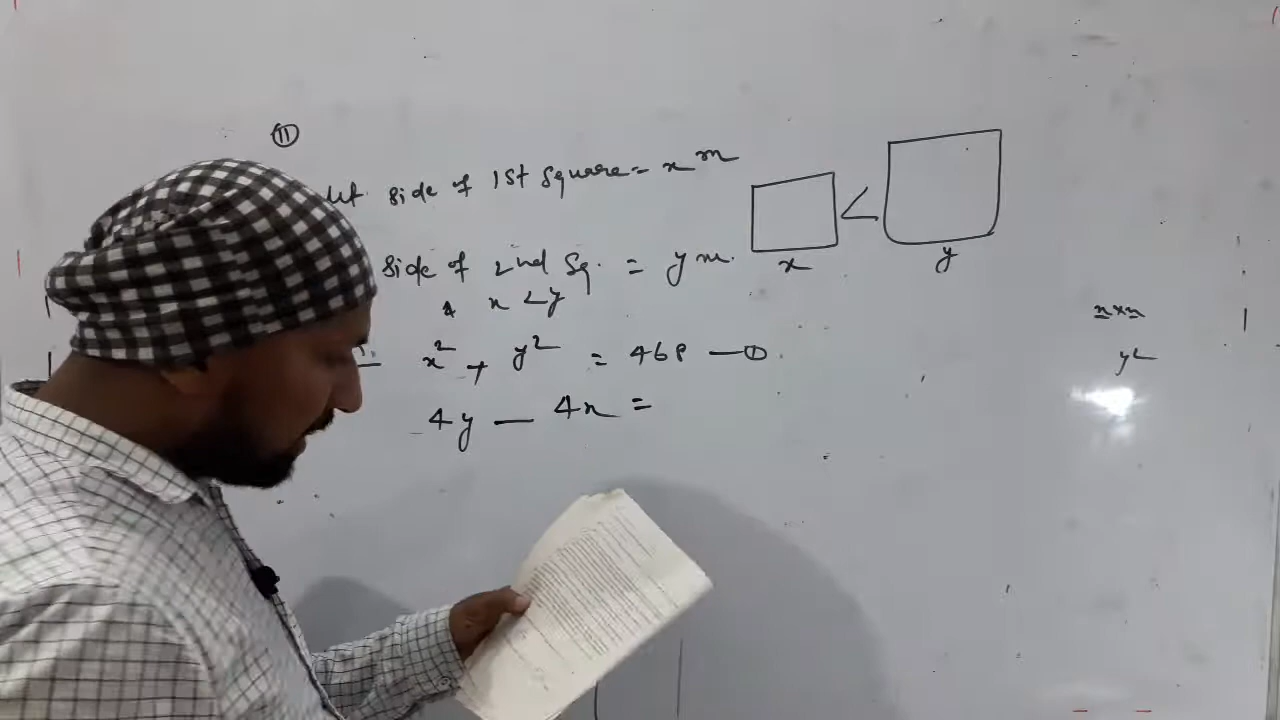 ⑪
Let side of 1st square = x m
side of 2nd Sq. = y m.
& x < y
x² + y² = 468 — ①
4y — 4x =
<
x
y
x × x
y²